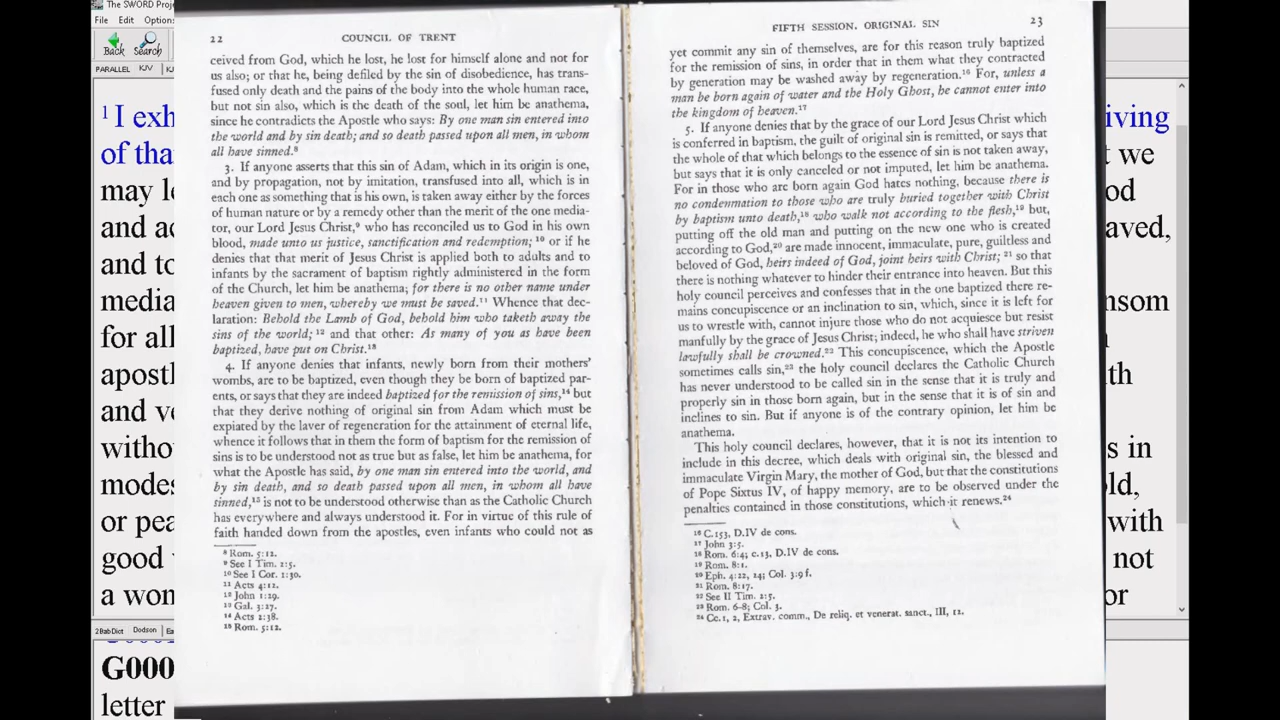 The SWORD Proj
File Edit Option
Back Search
PARALLEL KJV
1 I exh
of tha
may l
and a
and to
media
for all
apostl
and v
witho
modes
or pea
good
a wom
2BabDict Dodson
G000
letter
22 COUNCIL OF TRENT
ceived from God, which he lost, he lost for himself alone and not for
us also; or that he, being defiled by the sin of disobedience, has trans-
fused only death and the pains of the body into the whole human race,
but not sin also, which is the death of the soul, let him be anathema,
since he contradicts the Apostle who says: By one man sin entered into
the world and by sin death; and so death passed upon all men, in whom
all have sinned.8
3. If anyone asserts that this sin of Adam, which in its origin is one,
and by propagation, not by imitation, transfused into all, which is in
each one as something that is his own, is taken away either by the forces
of human nature or by a remedy other than the merit of the one media-
tor, our Lord Jesus Christ,9 who has reconciled us to God in his own
blood, made unto us justice, sanctification and redemption; 10 or if he
denies that that merit of Jesus Christ is applied both to adults and to
infants by the sacrament of baptism rightly administered in the form
of the Church, let him be anathema; for there is no other name under
heaven given to men, whereby we must be saved.11 Whence that dec-
laration: Behold the Lamb of God, behold him who taketh away the
sins of the world; 12 and that other: As many of you as have been
baptized, have put on Christ.13
4. If anyone denies that infants, newly born from their mothers'
wombs, are to be baptized, even though they be born of baptized par-
ents, or says that they are indeed baptized for the remission of sins,14 but
that they derive nothing of original sin from Adam which must be
expiated by the laver of regeneration for the attainment of eternal life,
whence it follows that in them the form of baptism for the remission of
sins is to be understood not as true but as false, let him be anathema, for
what the Apostle has said, by one man sin entered into the world, and
by sin death, and so death passed upon all men, in whom all have
sinned,15 is not to be understood otherwise than as the Catholic Church
has everywhere and always understood it. For in virtue of this rule of
faith handed down from the apostles, even infants who could not as
8 Rom. 5:12.
9 See I Tim. 2:5.
10 See I Cor. 1:30.
11 Acts 4:12.
12 John 1:29.
13 Gal. 3:27.
14 Acts 2:38.
15 Rom. 5:12.
FIFTH SESSION. ORIGINAL SIN 23
yet commit any sin of themselves, are for this reason truly baptized
for the remission of sins, in order that in them what they contracted
by generation may be washed away by regeneration.16 For, unless a
man be born again of water and the Holy Ghost, he cannot enter into
the kingdom of heaven.17
5. If anyone denies that by the grace of our Lord Jesus Christ which
is conferred in baptism, the guilt of original sin is remitted, or says that
the whole of that which belongs to the essence of sin is not taken away,
but says that it is only canceled or not imputed, let him be anathema.
For in those who are born again God hates nothing, because there is
no condemnation to those who are truly buried together with Christ
by baptism unto death,18 who walk not according to the flesh,19 but,
putting off the old man and putting on the new one who is created
according to God,20 are made innocent, immaculate, pure, guiltless and
beloved of God, heirs indeed of God, joint heirs with Christ; 21 so that
there is nothing whatever to hinder their entrance into heaven. But this
holy council perceives and confesses that in the one baptized there re-
mains concupiscence or an inclination to sin, which, since it is left for
us to wrestle with, cannot injure those who do not acquiesce but resist
manfully by the grace of Jesus Christ; indeed, he who shall have striven
lawfully shall be crowned.22 This concupiscence, which the Apostle
sometimes calls sin,23 the holy council declares the Catholic Church
has never understood to be called sin in the sense that it is truly and
properly sin in those born again, but in the sense that it is of sin and
inclines to sin. But if anyone is of the contrary opinion, let him be
anathema.
This holy council declares, however, that it is not its intention to
include in this decree, which deals with original sin, the blessed and
immaculate Virgin Mary, the mother of God, but that the constitutions
of Pope Sixtus IV, of happy memory, are to be observed under the
penalties contained in those constitutions, which it renews.24
16 C.153, D.IV de cons.
17 John 3:5.
18 Rom. 6:4; c.13, D.IV de cons.
19 Rom. 8:1.
20 Eph. 4:22, 24; Col. 3:9 f.
21 Rom. 8:17.
22 See II Tim. 2:5.
23 Rom. 6-8; Col. 3.
24 Cc.1, 2, Extrav. comm., De reliq. et venerat. sanct., III, 12.
iving
t we
od
aved,
nsom
th
s in
old,
with
not
or